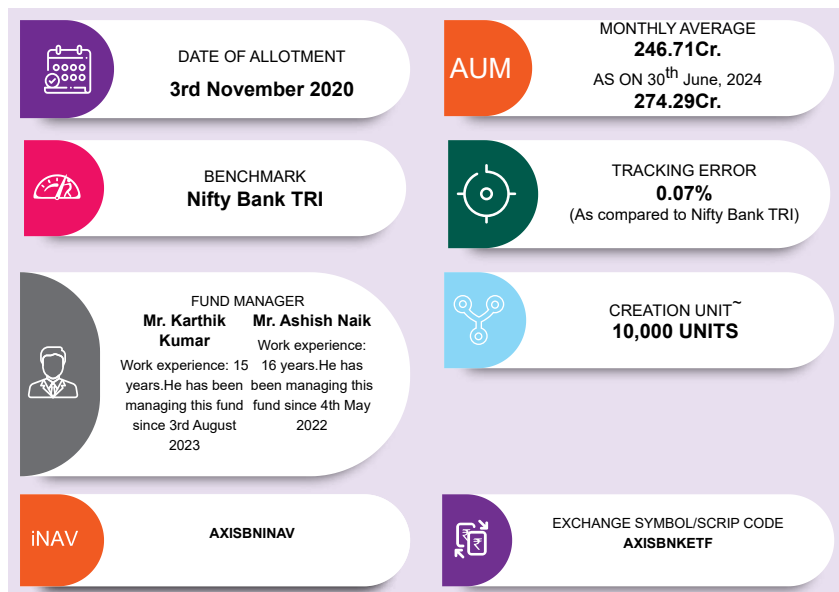 DATE OF ALLOTMENT
3rd November 2020
AUM
MONTHLY AVERAGE
246.71Cr.
AS ON 30th June, 2024
274.29Cr.
BENCHMARK
Nifty Bank TRI
TRACKING ERROR
0.07%
(As compared to Nifty Bank TRI)
FUND MANAGER
Mr. Karthik
Kumar
Work experience: 15
years.He has been
managing this fund
since 3rd August
2023
Mr. Ashish Naik
Work experience:
16 years.He has
been managing this
fund since 4th May
2022
CREATION UNIT~
10,000 UNITS
iNAV
AXISBNINAV
EXCHANGE SYMBOL/SCRIP CODE
AXISBNKETF